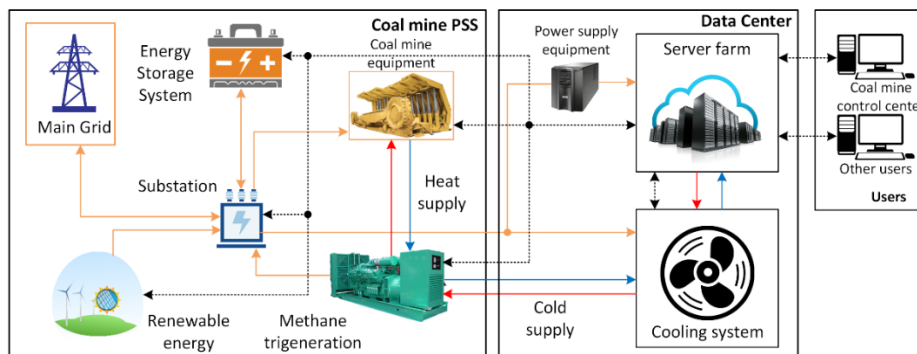 Coal mine PSS
Energy
Storage
System
Coal mine
equipment
Main Grid
Substation
Heat
supply
Renewable
energy
Methane
trigeneration
Data Center
Power supply
equipment
Server farm
Cold
supply
Cooling system
Coal mine
control center
Other users
Users